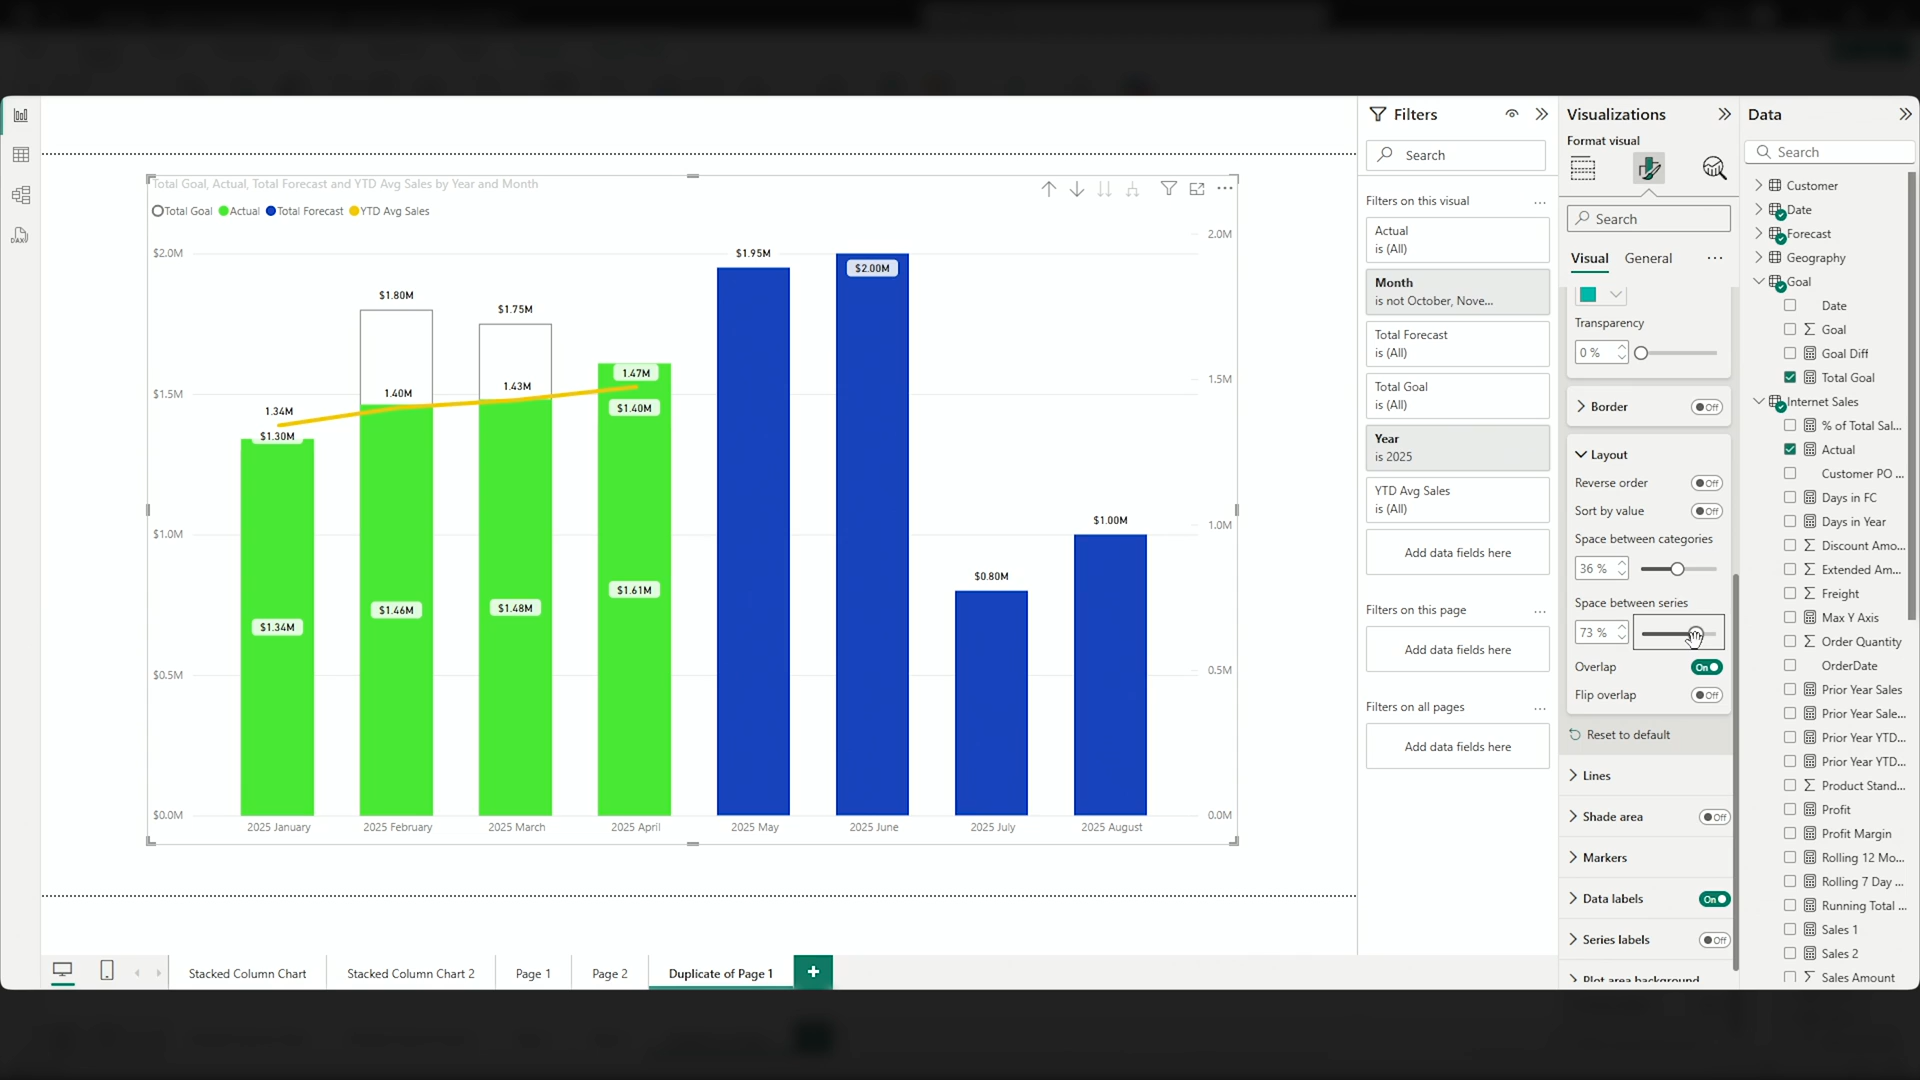 Total Goal, Actual, Total Forecast and YTD Avg Sales by Year and Month
Total Goal Actual Total Forecast YTD Avg Sales
$2.0M
$1.5M
$1.0M
$0.5M
$0.0M
2.0M
1.5M
1.0M
0.5M
0.0M
1.34M
$1.30M
$1.34M
$1.80M
1.40M
$1.46M
$1.75M
1.43M
$1.48M
1.47M
$1.40M
$1.61M
$1.95M
$2.00M
$0.80M
$1.00M
2025 January
2025 February
2025 March
2025 April
2025 May
2025 June
2025 July
2025 August
Stacked Column Chart
Stacked Column Chart 2
Page 1
Page 2
Duplicate of Page 1
DAX
Filters
Search
Filters on this visual
Actual
is (All)
Month
is not October, Nove...
Total Forecast
is (All)
Total Goal
is (All)
Year
is 2025
YTD Avg Sales
is (All)
Add data fields here
Filters on this page
Add data fields here
Filters on all pages
Add data fields here
Visualizations
Format visual
Search
Visual
General
Transparency
0 %
Border
Off
Layout
Reverse order
Off
Sort by value
Off
Space between categories
36 %
Space between series
73 %
Overlap
On
Flip overlap
Off
Reset to default
Lines
Shade area
Off
Markers
Data labels
On
Series labels
Off
Plot area background
Data
Search
Customer
Date
Forecast
Geography
Goal
Date
Goal
Goal Diff
Total Goal
Internet Sales
% of Total Sal...
Actual
Customer PO ...
Days in FC
Days in Year
Discount Amo...
Extended Am...
Freight
Max Y Axis
Order Quantity
OrderDate
Prior Year Sales
Prior Year Sale...
Prior Year YTD...
Prior Year YTD...
Product Stand...
Profit
Profit Margin
Rolling 12 Mo...
Rolling 7 Day ...
Running Total ...
Sales 1
Sales 2
Sales Amount